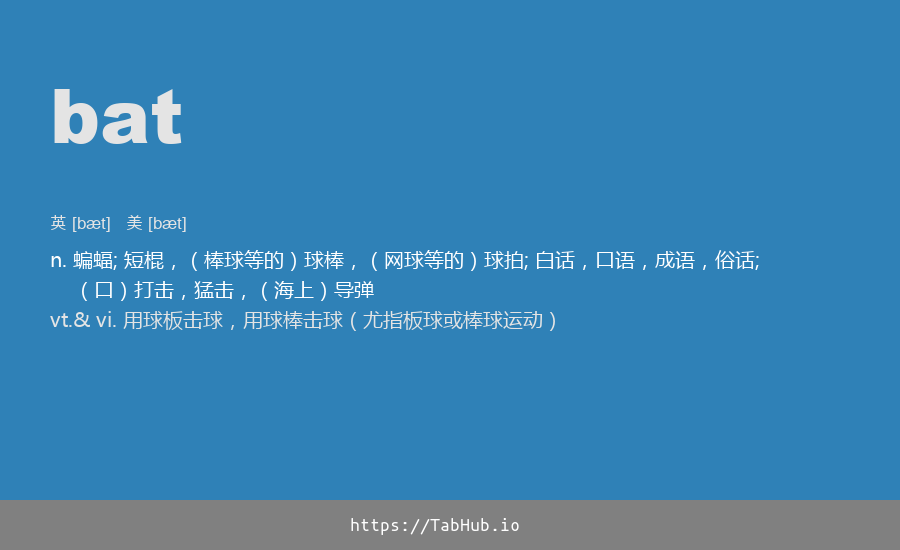 bat
英 [bæt] 美 [bæt]
n. 蝙蝠; 短棍，（棒球等的）球棒，（网球等的）球拍; 白话，口语，成语，俗话;
（口）打击，猛击，（海上）导弹
vt.& vi. 用球板击球，用球棒击球（尤指板球或棒球运动）
https://TabHub.io